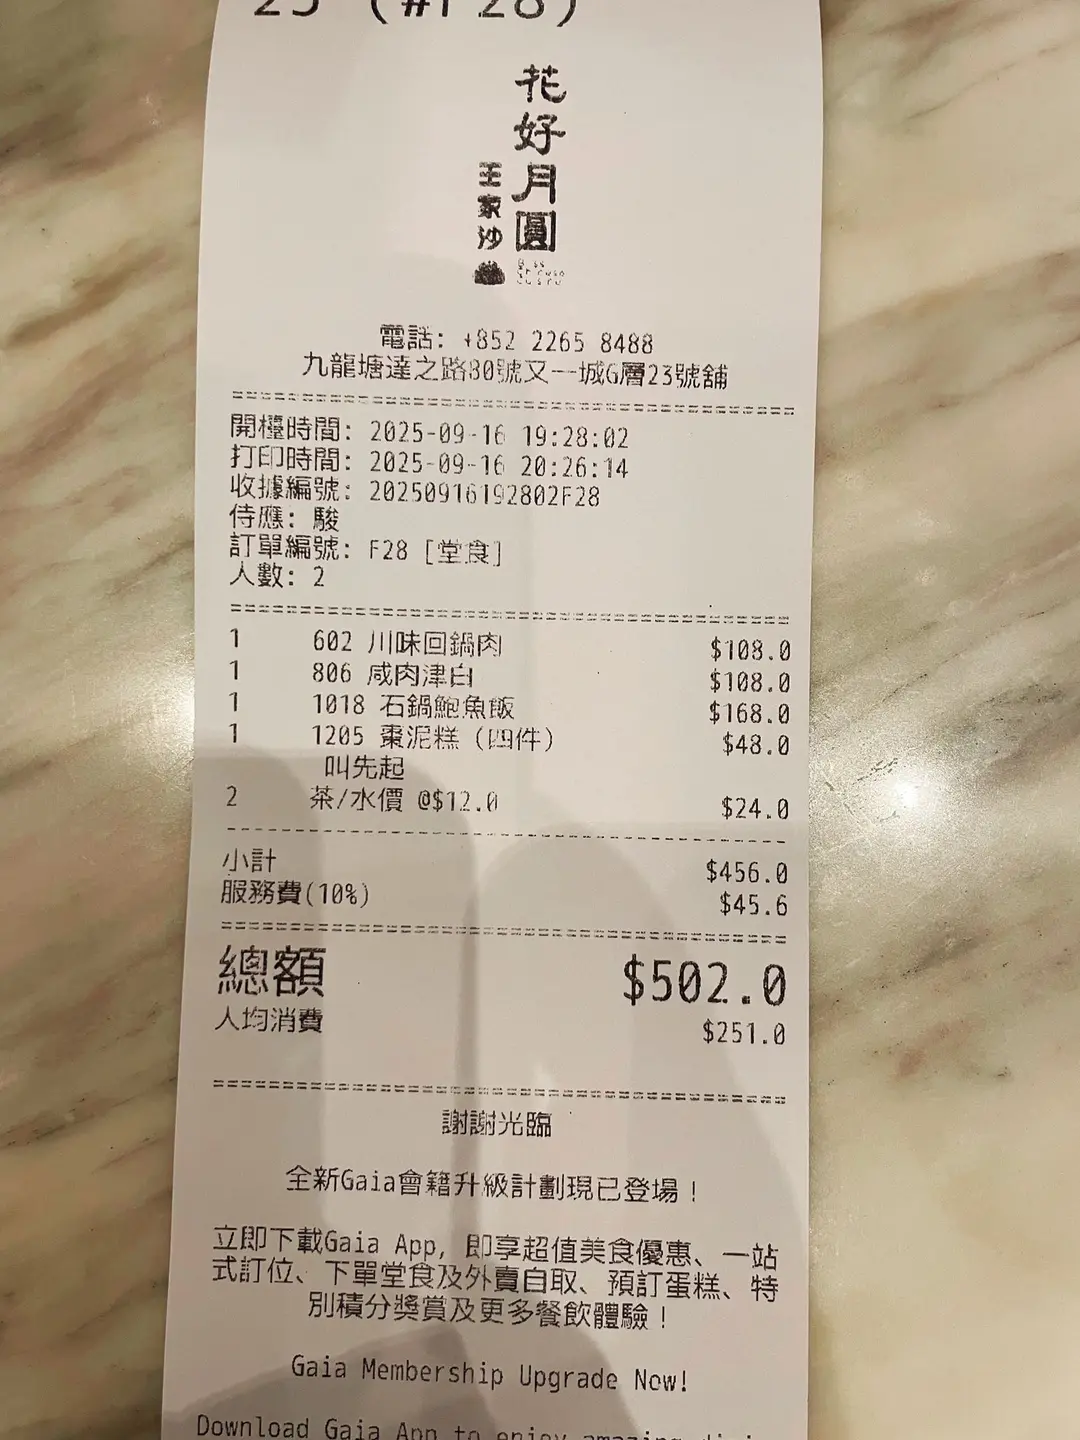 25 (#F28)
花好月圓
王家沙
電話: +852 2265 8488
九龍塘達之路80號又一城G層23號舖
開檯時間: 2025-09-16 19:28:02
打印時間: 2025-09-16 20:26:14
收據編號: 20250916192802F28
侍應: 駿
訂單編號: F28 [堂食]
人數: 2
1 602 川味回鍋肉 $108.0
1 806 咸肉津白 $108.0
1 1018 石鍋鮑魚飯 $168.0
1 1205 棗泥糕 (四件) $48.0
叫先起
2 茶/水價 @$12.0 $24.0
小計 $456.0
服務費(10%) $45.6
總額 $502.0
人均消費 $251.0
謝謝光臨
全新Gaia會籍升級計劃現已登場！
立即下載Gaia App, 即享超值美食優惠、一站
式訂位、下單堂食及外賣自取、預訂蛋糕、特
別積分獎賞及更多餐飲體驗！
Gaia Membership Upgrade Now!
Download Gaia App to enjoy amazing